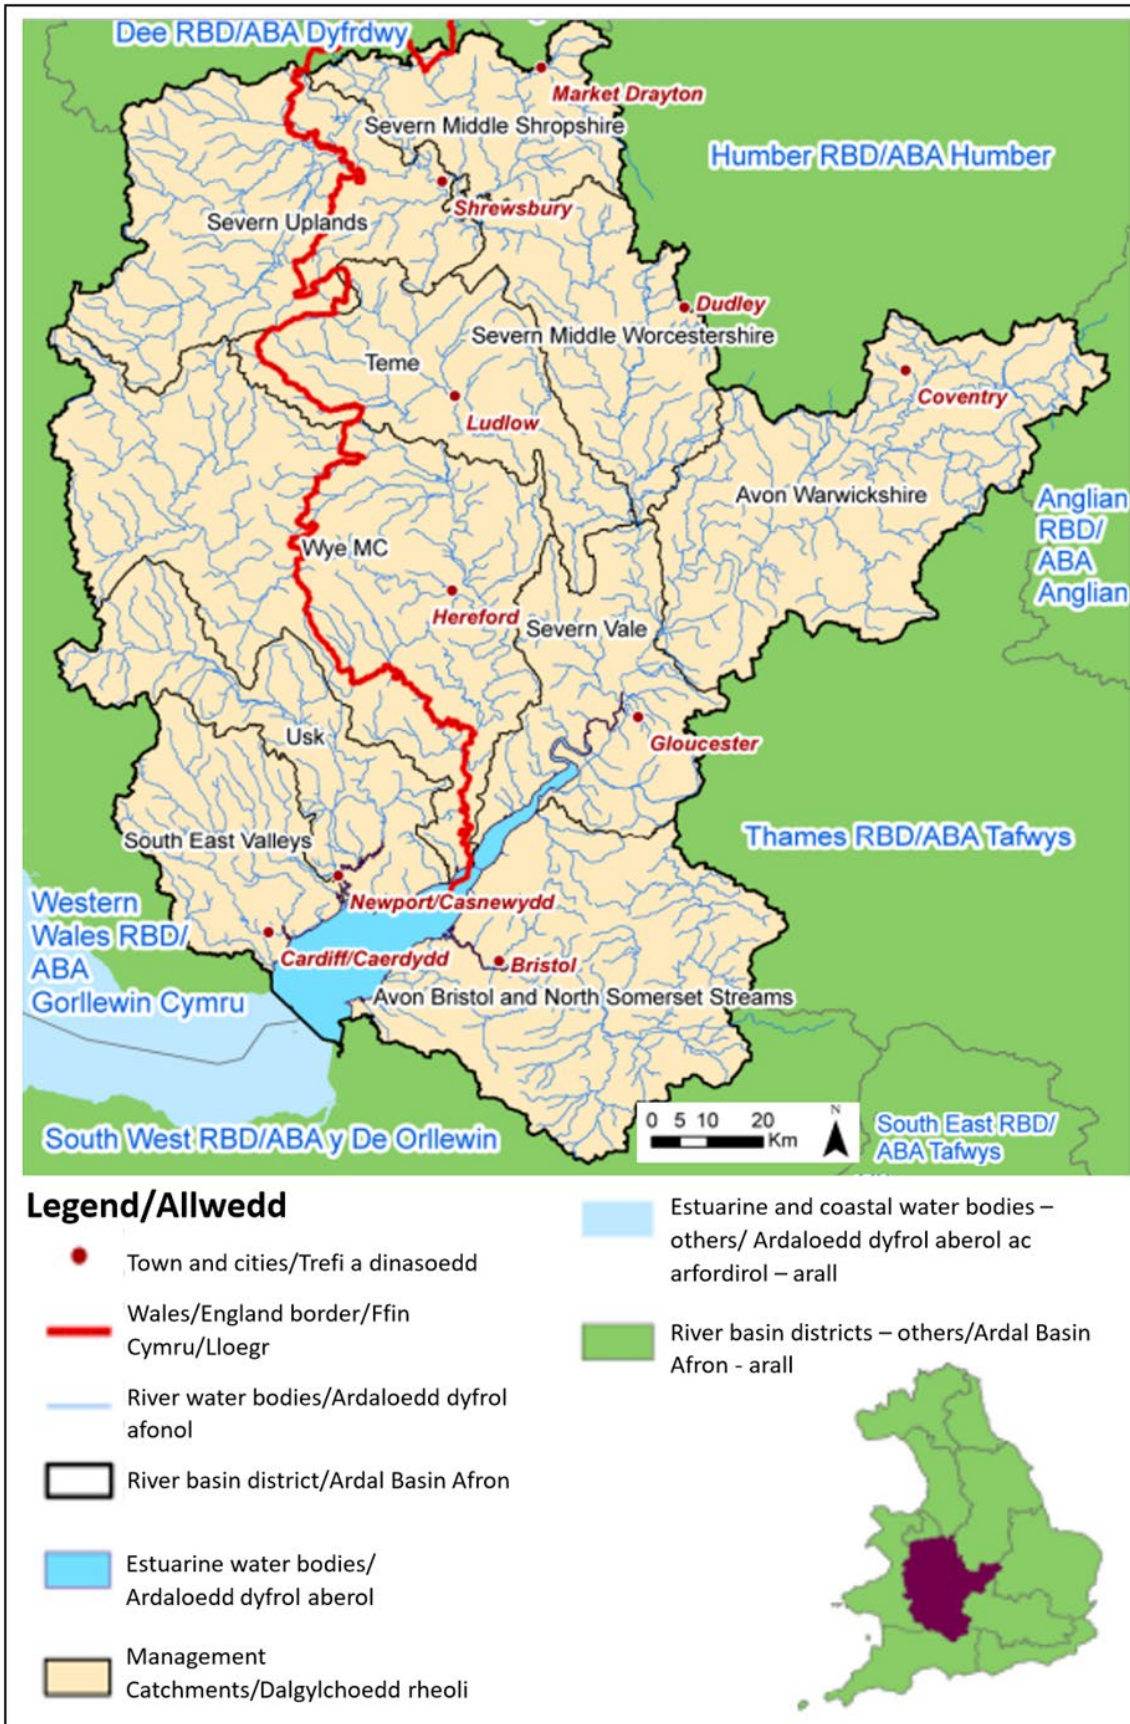 Dee RBD/ABA Dyfrdwy
Market Drayton
Severn Middle Shropshire
Humber RBD/ABA Humber
Shrewsbury
Severn Uplands
Dudley
Severn Middle Worcestershire
Teme
Coventry
Ludlow
Avon Warwickshire
Anglian
RBD/
ABA
Anglian
Wye MC
Hereford
Severn Vale
Usk
Gloucester
South East Valleys
Thames RBD/ABA Tafwys
Western
Wales RBD/
ABA
Gorllewin Cymru
Newport/Casnewydd
Cardiff/Caerdydd
Bristol
Avon Bristol and North Somerset Streams
South West RBD/ABA y De Orllewin
0 5 10 20
Km
N
South East RBD/
ABA Tafwys
Legend/Allwedd
Town and cities/Trefi a dinasoedd
Wales/England border/Ffin
Cymru/Lloegr
River water bodies/Ardaloedd dyfrol
afonol
River basin district/Ardal Basin Afron
Estuarine water bodies/
Ardaloedd dyfrol aberol
Management
Catchments/Dalgylchoedd rheoli
Estuarine and coastal water bodies –
others/ Ardaloedd dyfrol aberol ac
arfordirol – arall
River basin districts – others/Ardal Basin
Afron - arall